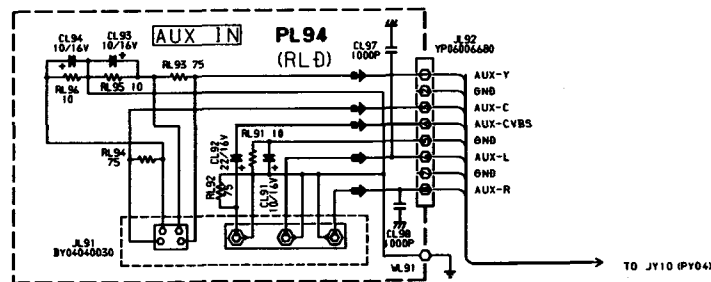 CL94
10/16V
CL93
10/16V
AUX IN
PL94
(RLD)
CL97
1000P
JL92
YP06006680
RL96
10
RL95 10
RL93 75
AUX-Y
GND
AUX-C
AUX-CVBS
GND
AUX-L
GND
AUX-R
RL94
75
CL92
22/16V
RL91 10
RL92
75
CL91
10/16V
CL98
1000P
JL91
BY04040030
WL91
TO JY10 (PY04)